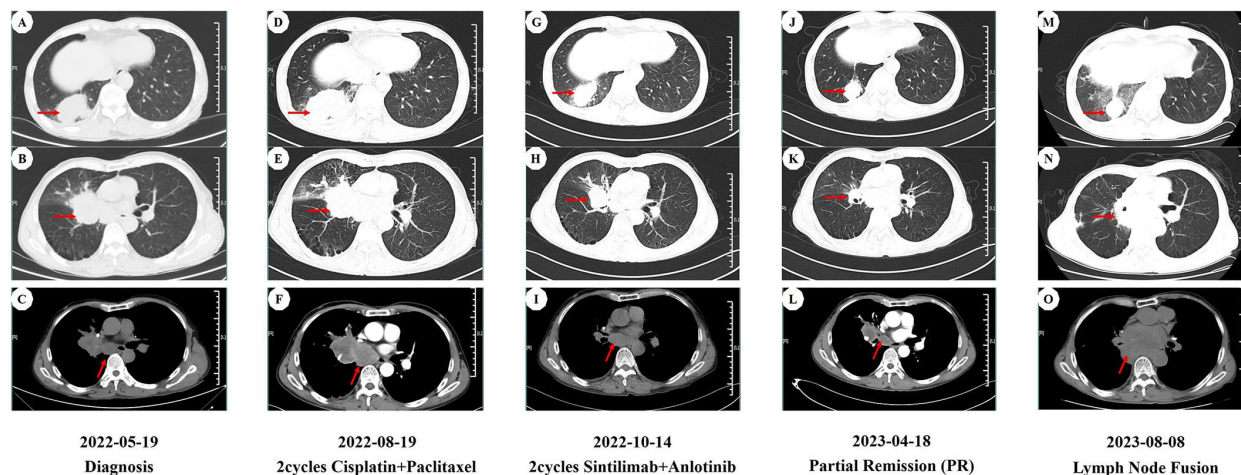 A
D
G
J
M
B
E
H
K
N
C
F
I
L
O
2022-05-19
Diagnosis
2022-08-19
2cycles Cisplatin+Paclitaxel
2022-10-14
2cycles Sintilimab+Anlotinib
2023-04-18
Partial Remission (PR)
2023-08-08
Lymph Node Fusion